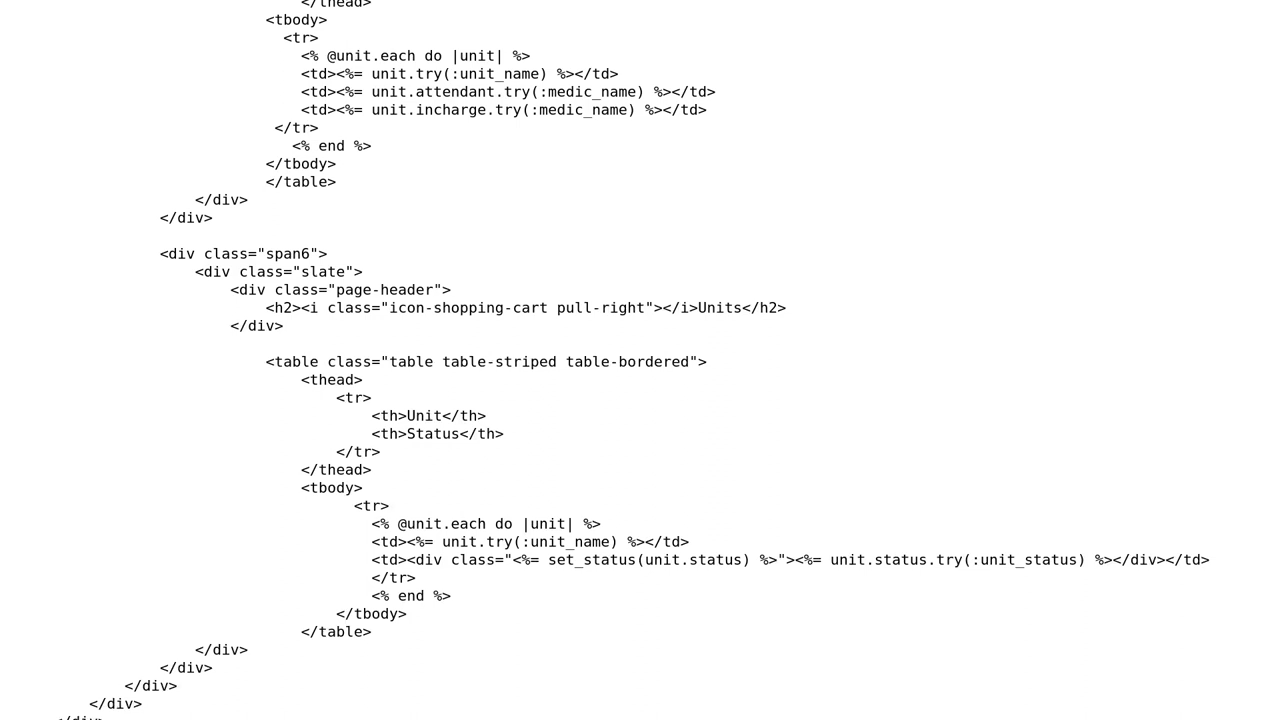 </thead>
<tbody>
<tr>
<% @unit.each do |unit| %>
<td><%= unit.try(:unit_name) %></td>
<td><%= unit.attendant.try(:medic_name) %></td>
<td><%= unit.incharge.try(:medic_name) %></td>
</tr>
<% end %>
</tbody>
</table>
</div>
</div>
<div class="span6">
<div class="slate">
<div class="page-header">
<h2><i class="icon-shopping-cart pull-right"></i>Units</h2>
</div>
<table class="table table-striped table-bordered">
<thead>
<tr>
<th>Unit</th>
<th>Status</th>
</tr>
</thead>
<tbody>
<tr>
<% @unit.each do |unit| %>
<td><%= unit.try(:unit_name) %></td>
<td><div class="<%= set_status(unit.status) %>"><%= unit.status.try(:unit_status) %></div></td>
</tr>
<% end %>
</tbody>
</table>
</div>
</div>
</div>
</div>
</div>